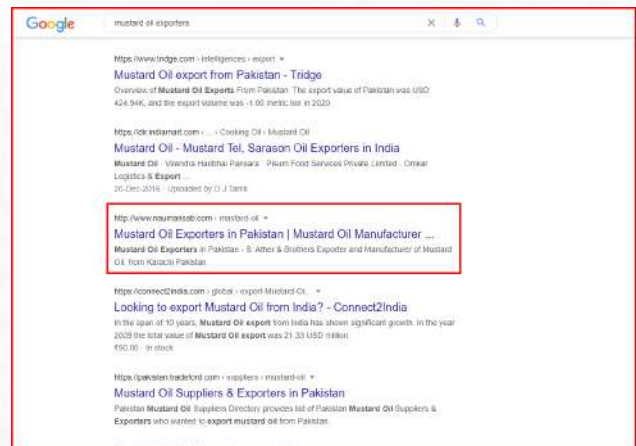 Google
mustard oil exporters
https://www.tridge.com › intelligences › export
Mustard Oil export from Pakistan - Tridge
Overview of Mustard Oil Exports From Pakistan. The export value of Pakistan was USD
424.94K, and the export volume was -1.00 metric ton in 2020.
https://dir.indiamart.com › ... › Cooking Oil › Mustard Oil
Mustard Oil - Mustard Tel, Sarason Oil Exporters in India
Mustard Oil · Virendra Haribhai Pansara · Pleum Food Services Private Limited · Omkar
Logistics & Export ...
20-Dec-2016 · Uploaded by D J Tamil
http://www.naumansab.com › mustard-oil
Mustard Oil Exporters in Pakistan | Mustard Oil Manufacturer ...
Mustard Oil Exporters in Pakistan - S. Ather & Brothers Exporter and Manufacturer of Mustard
Oil. from Karachi Pakistan.
https://connect2india.com › global › export-Mustard-Oi...
Looking to export Mustard Oil from India? - Connect2India
In the span of 10 years, Mustard Oil export from India has shown significant growth. In the year
2009 the total value of Mustard Oil export was 21.33 USD million.
₹90.00 · In stock
https://pakistan.tradeford.com › suppliers › mustard-oil
Mustard Oil Suppliers & Exporters in Pakistan
Pakistan Mustard Oil Suppliers Directory provides list of Pakistan Mustard Oil Suppliers &
Exporters who wanted to export mustard oil from Pakistan.